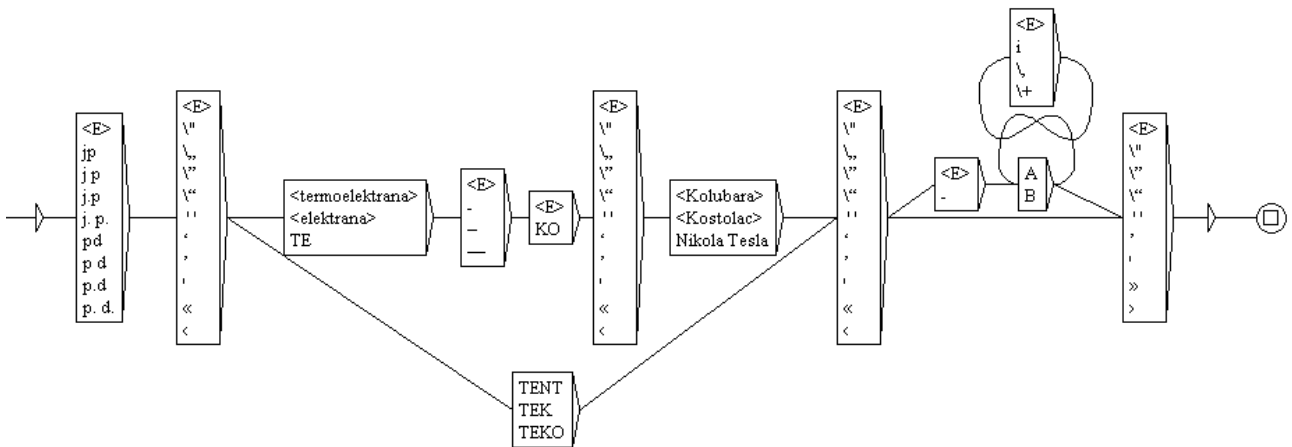 <E>
jp
j p
j.p
j. p.
pd
p d
p.d
p. d.
<E>
\"
\„
\”
\“
''
‘
’
'
«
<
<termoelektrana>
<elektrana>
TE
<E>
-
–
—
<E>
KO
<E>
\"
\„
\”
\“
''
‘
’
'
«
<
<Kolubara>
<Kostolac>
Nikola Tesla
TENT
TEK
TEKO
<E>
\"
\„
\”
\“
''
‘
’
'
«
<
<E>
-
<E>
i
\,
\+
A
B
<E>
\"
\”
\“
''
’
'
»
>